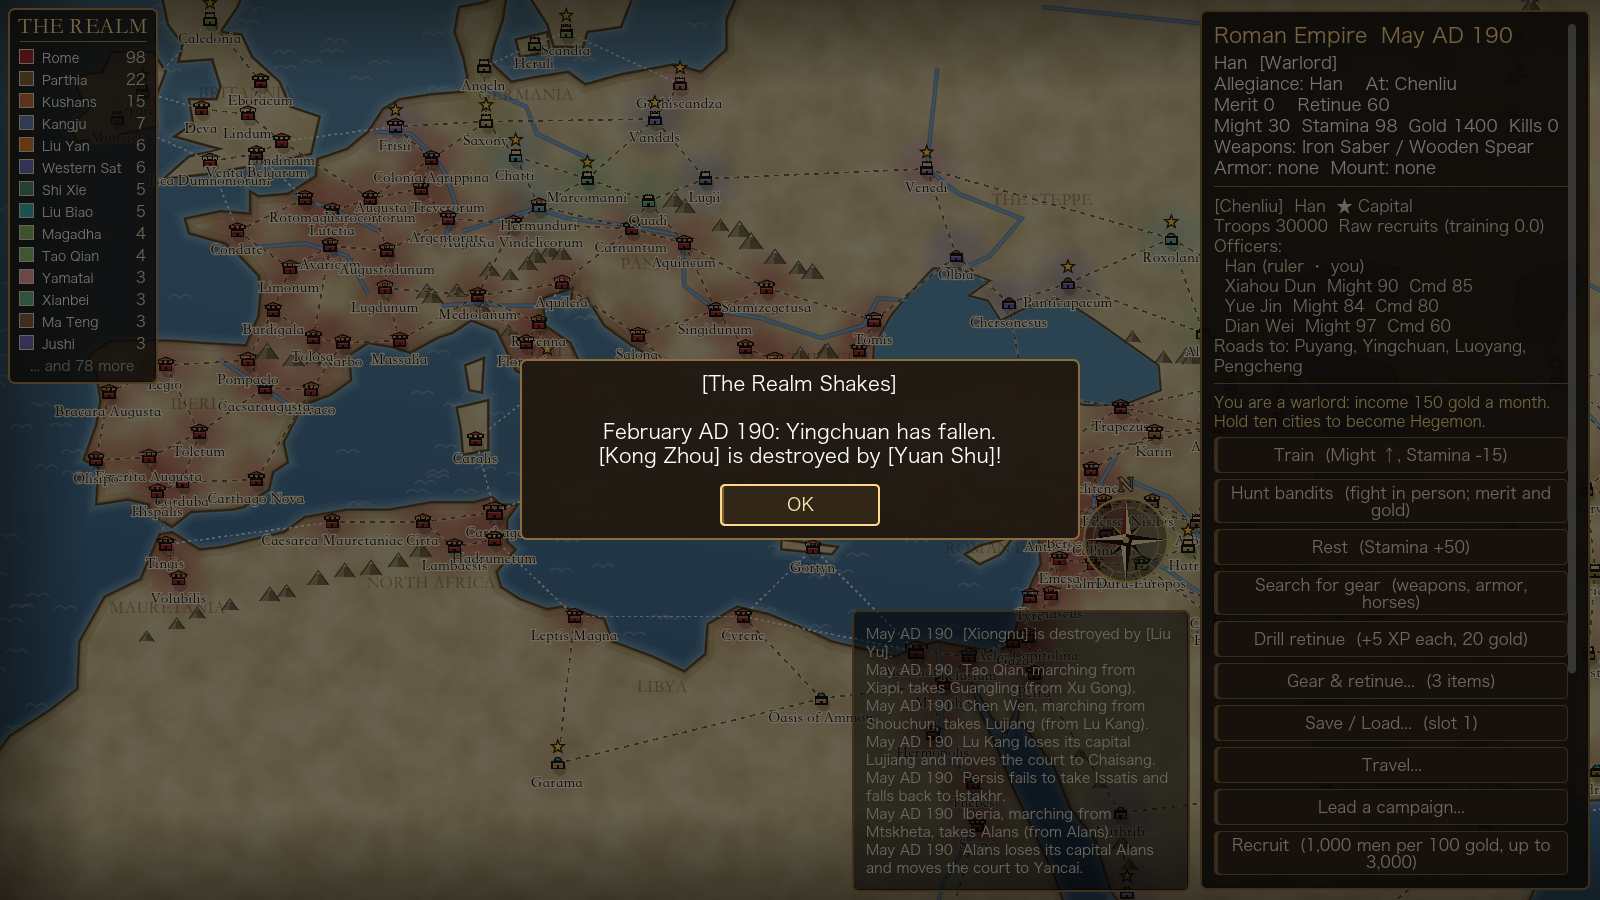 THE REALM
Rome 98
Parthia 22
Kushans 15
Kangju 7
Liu Yan 6
Western Sat 6
Shi Xie 5
Liu Biao 5
Magadha 4
Tao Qian 4
Yamatai 3
Xianbei 3
Ma Teng 3
Jushi 3
... and 78 more
Caledonia
Eboracum
Deva
Lindum
Londinium
Venta Belgarum
Scandia
Heruli
Angeln
GERMANIA
Gothiscandza
Vandals
Frisii
Saxony
Chatti
Colonia Agrippina
Marcomanni
Lugii
Venedi
THE STEPPE
Augusta Treverorum
Rotomagus
Durocortorum
Quadi
Hermunduri
Condate
Lutetia
Argentorate
Augusta Vindelicorum
Carnuntum
Roxolani
Avaricum
Augustodunum
Aquincum
Olbia
Limonum
Lugdunum
Mediolanum
Aquileia
Sarmizegetusa
Panticapaeum
Chersonesus
Burdigala
Singidunum
Tolosa
Narbo
Massalia
Ravenna
Salona
Tomis
Legio
Pompaelo
Bracara Augusta
IBERI
Caesaraugusta
Toletum
Caralis
Trapezus
Karin
Olisipo
Emerita Augusta
Corduba
Carthago Nova
Hispalis
Caesarea Mauretaniae
Cirta
Lambaesis
Hadrumetum
Gortyn
Tingis
Volubilis
MAURETANIA
NORTH AFRICA
N
Emesa
Dura-Europos
Leptis Magna
Cyrene
LIBYA
Oasis of Ammon
Garama
[The Realm Shakes]
February AD 190: Yingchuan has fallen.
[Kong Zhou] is destroyed by [Yuan Shu]!
OK
May AD 190 [Xiongnu] is destroyed by [Liu
Yu].
May AD 190 Tao Qian, marching from
Xiapi, takes Guangling (from Xu Gong).
May AD 190 Chen Wen, marching from
Shouchun, takes Lujiang (from Lu Kang).
May AD 190 Lu Kang loses its capital
Lujiang and moves the court to Chaisang.
May AD 190 Persis fails to take Issatis and
falls back to Istakhr.
May AD 190 Iberia, marching from
Mtskheta, takes Alans (from Alans).
May AD 190 Alans loses its capital Alans
and moves the court to Yancai.
Roman Empire May AD 190
Han [Warlord]
Allegiance: Han At: Chenliu
Merit 0 Retinue 60
Might 30 Stamina 98 Gold 1400 Kills 0
Weapons: Iron Saber / Wooden Spear
Armor: none Mount: none
[Chenliu] Han ★ Capital
Troops 30000 Raw recruits (training 0.0)
Officers:
Han (ruler · you)
Xiahou Dun Might 90 Cmd 85
Yue Jin Might 84 Cmd 80
Dian Wei Might 97 Cmd 60
Roads to: Puyang, Yingchuan, Luoyang,
Pengcheng
You are a warlord: income 150 gold a month.
Hold ten cities to become Hegemon.
Train (Might ↑, Stamina -15)
Hunt bandits (fight in person; merit and
gold)
Rest (Stamina +50)
Search for gear (weapons, armor,
horses)
Drill retinue (+5 XP each, 20 gold)
Gear & retinue... (3 items)
Save / Load... (slot 1)
Travel...
Lead a campaign...
Recruit (1,000 men per 100 gold, up to
3,000)